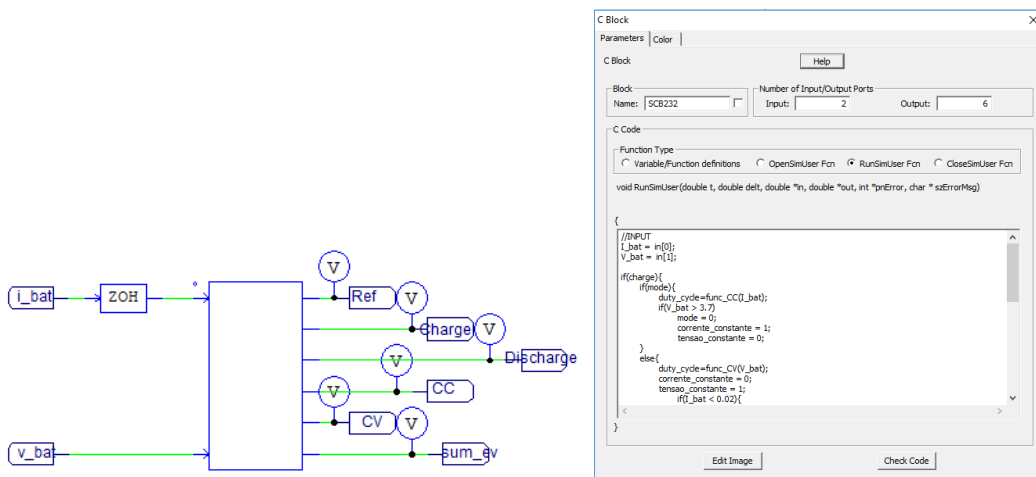 i_bat
ZOH
V
Ref
V
Charge
V
Discharge
V
CC
V
CV
V
sum_ev
v_bat
C Block
Parameters
Color
C Block
Help
Block
Name:
SCB232
Number of Input/Output Ports
Input:
2
Output:
6
C Code
Function Type
Variable/Function definitions
OpenSimUser Fcn
RunSimUser Fcn
CloseSimUser Fcn
void RunSimUser(double t, double delt, double *in, double *out, int *pnError, char * szErrorMsg)
{
//INPUT
I_bat = in[0];
V_bat = in[1];
if(charge){
if(mode){
duty_cycle=func_CC(I_bat);
if(V_bat > 3.7)
mode = 0;
corrente_constante = 1;
tensao_constante = 0;
}
else{
duty_cycle=func_CV(V_bat);
corrente_constante = 0;
tensao_constante = 1;
if(I_bat < 0.02){
}
Edit Image
Check Code